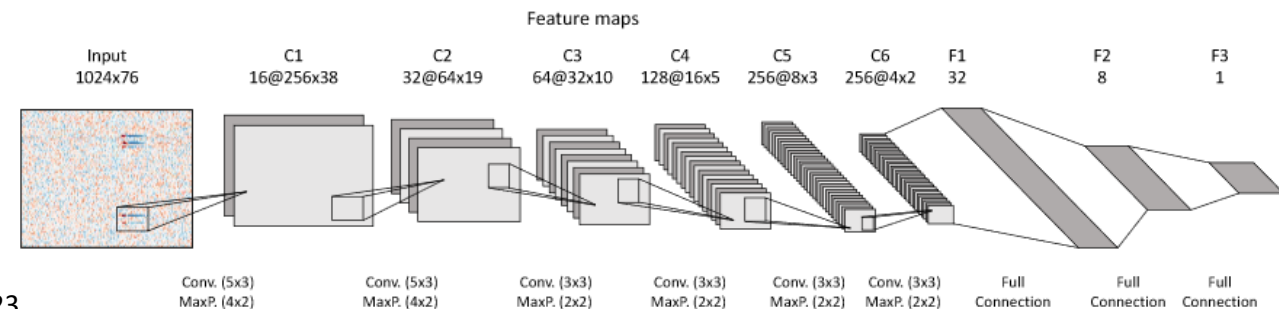 Feature maps
Input C1 C2 C3 C4 C5 C6 F1 F2 F3
1024x76 16@256x38 32@64x19 64@32x10 128@16x5 256@8x3 256@4x2 32 8 1
Conv. (5x3) Conv. (5x3) Conv. (3x3) Conv. (3x3) Conv. (3x3) Conv. (3x3) Full Full Full
MaxP. (4x2) MaxP. (4x2) MaxP. (2x2) MaxP. (2x2) MaxP. (2x2) MaxP. (2x2) Connection Connection Connection